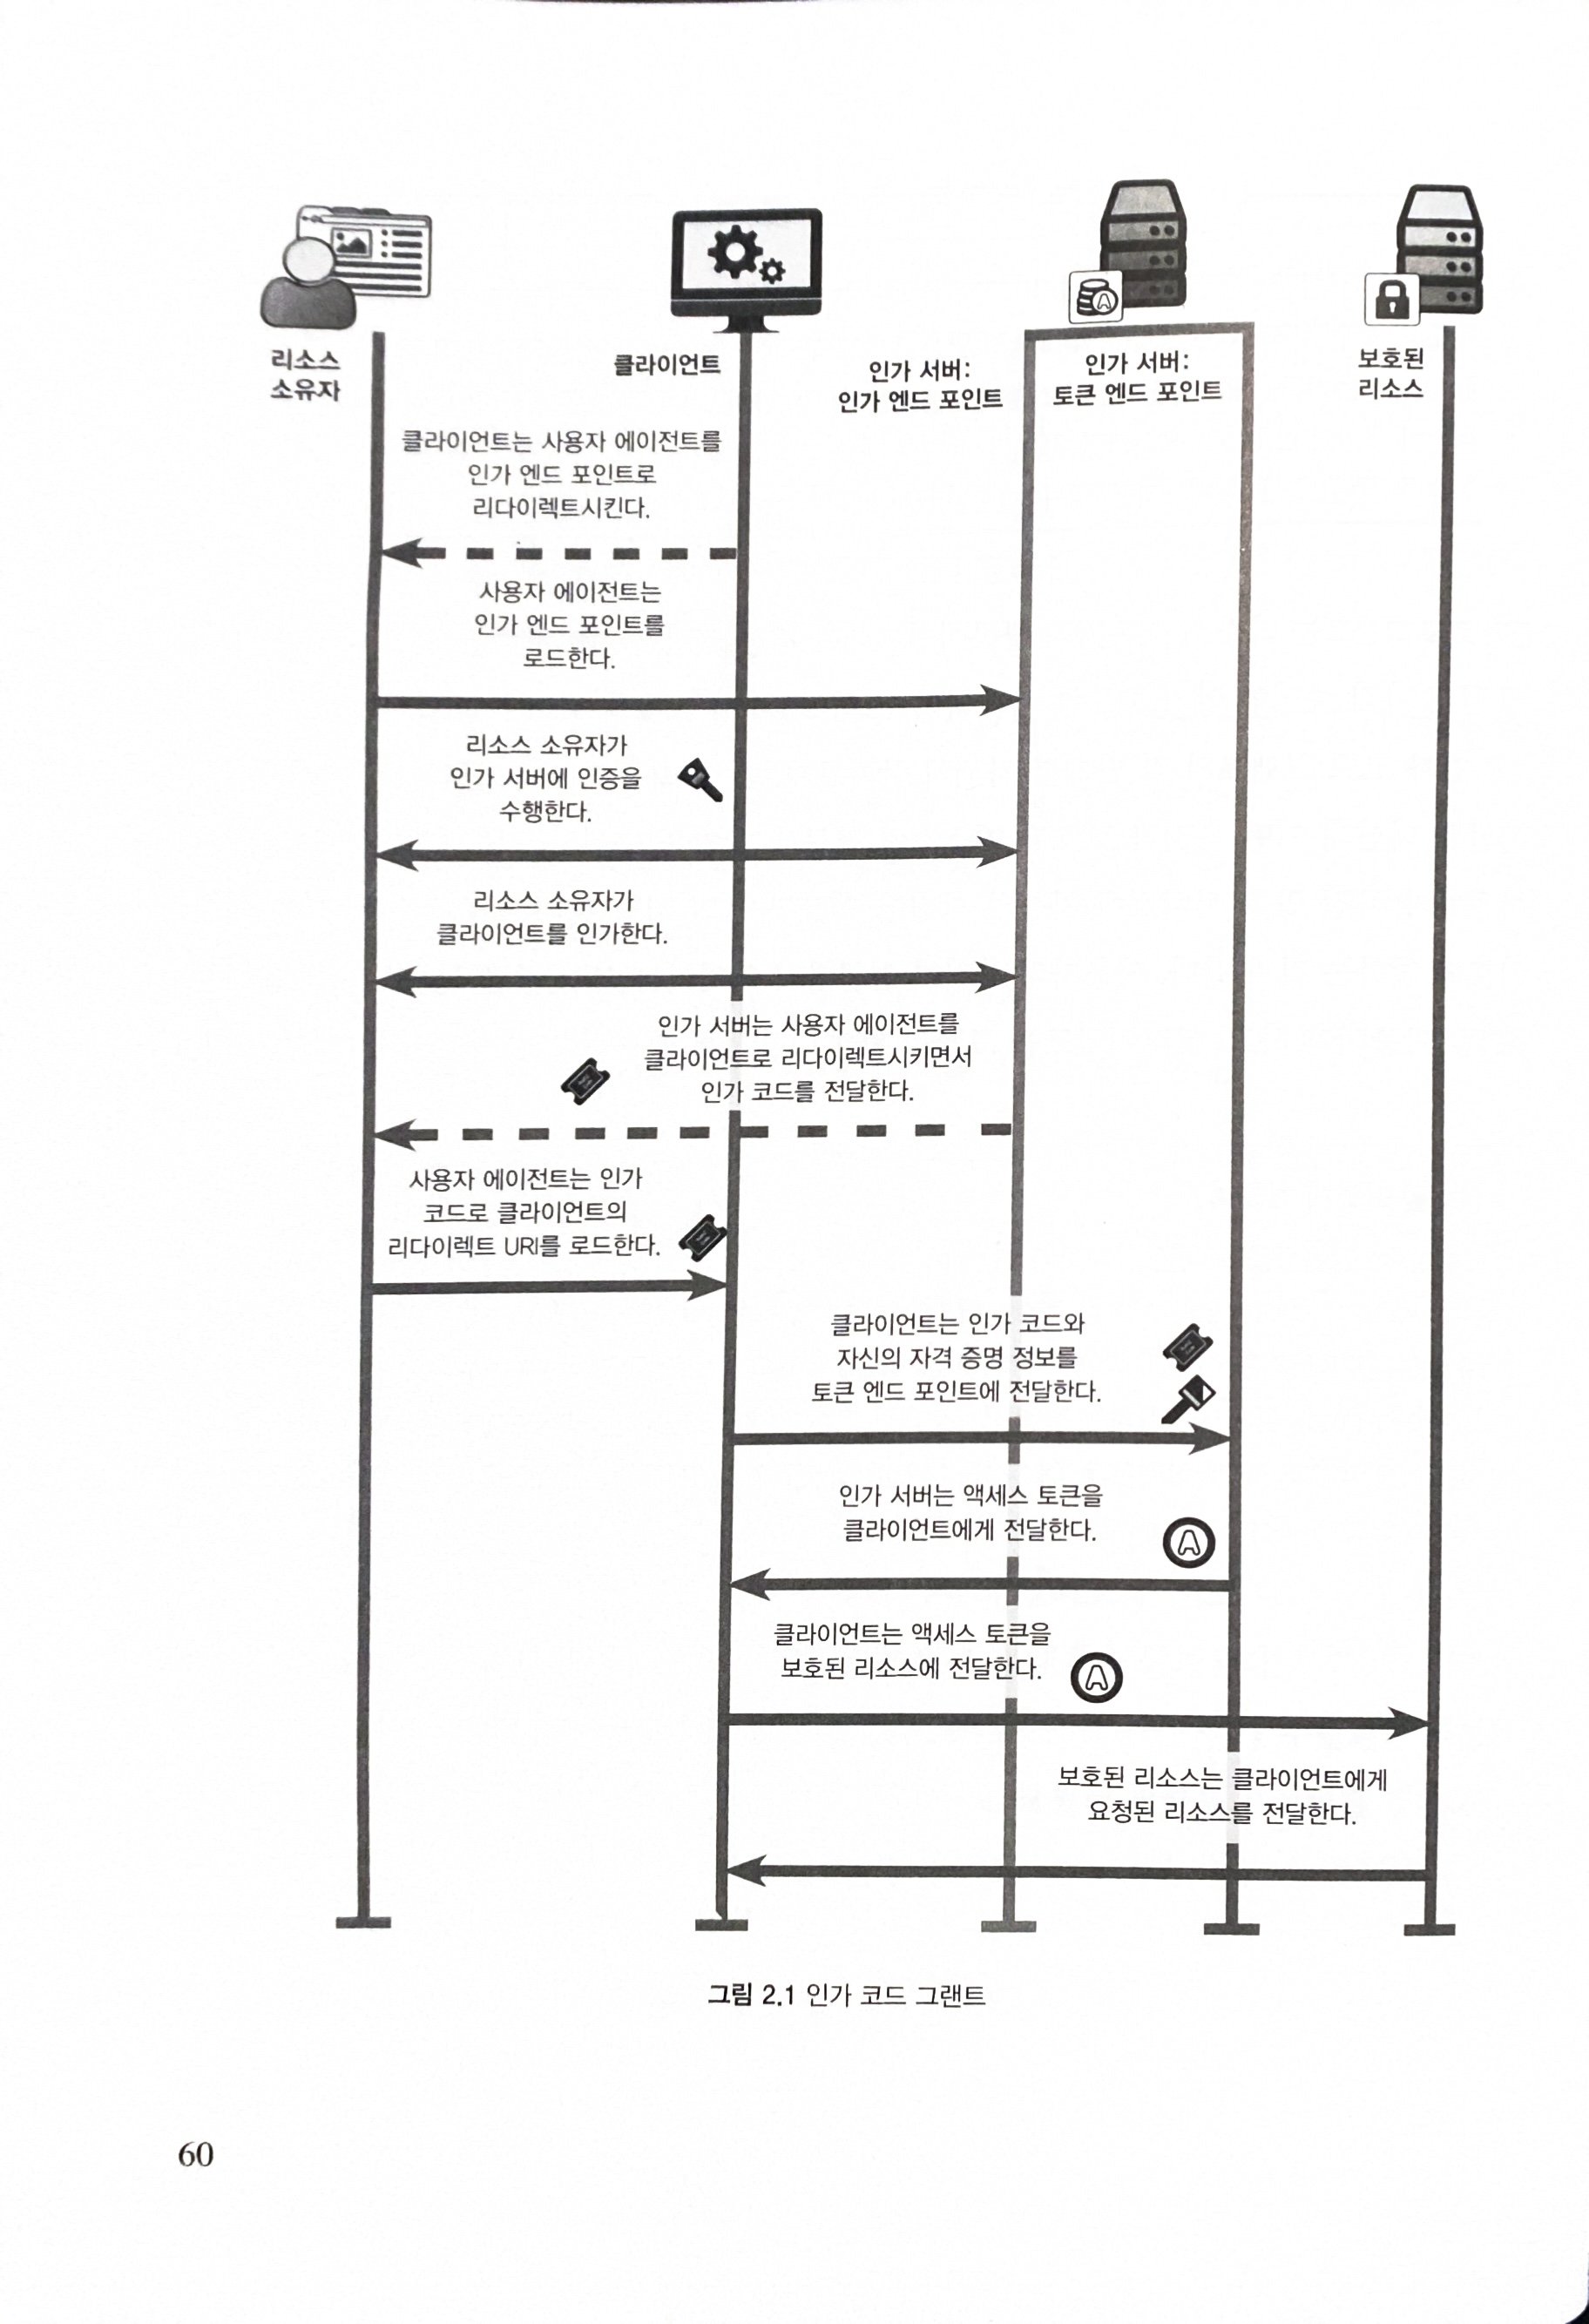 리소스
소유자
클라이언트
인가 서버:
인가 엔드 포인트
인가 서버:
토큰 엔드 포인트
보호된
리소스
클라이언트는 사용자 에이전트를
인가 엔드 포인트로
리다이렉트시킨다.
사용자 에이전트는
인가 엔드 포인트를
로드한다.
리소스 소유자가
인가 서버에 인증을
수행한다.
리소스 소유자가
클라이언트를 인가한다.
인가 서버는 사용자 에이전트를
클라이언트로 리다이렉트시키면서
인가 코드를 전달한다.
사용자 에이전트는 인가
코드로 클라이언트의
리다이렉트 URI를 로드한다.
클라이언트는 인가 코드와
자신의 자격 증명 정보를
토큰 엔드 포인트에 전달한다.
인가 서버는 액세스 토큰을
클라이언트에게 전달한다.
A
클라이언트는 액세스 토큰을
보호된 리소스에 전달한다.
A
보호된 리소스는 클라이언트에게
요청된 리소스를 전달한다.
그림 2.1 인가 코드 그랜트
60